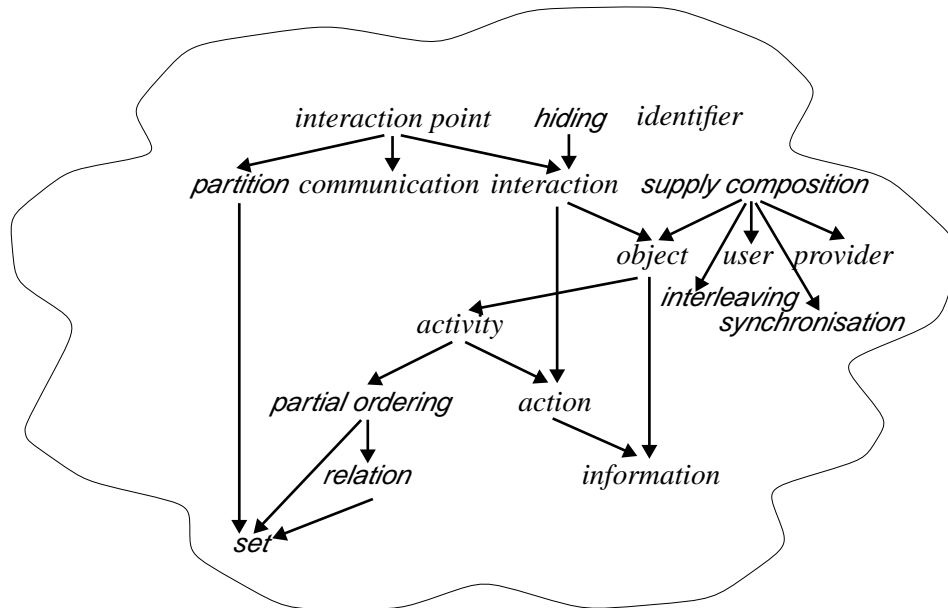 interaction point hiding identifier
partition communication interaction supply composition
object user provider
interleaving
synchronisation
activity
partial ordering action
relation information
set